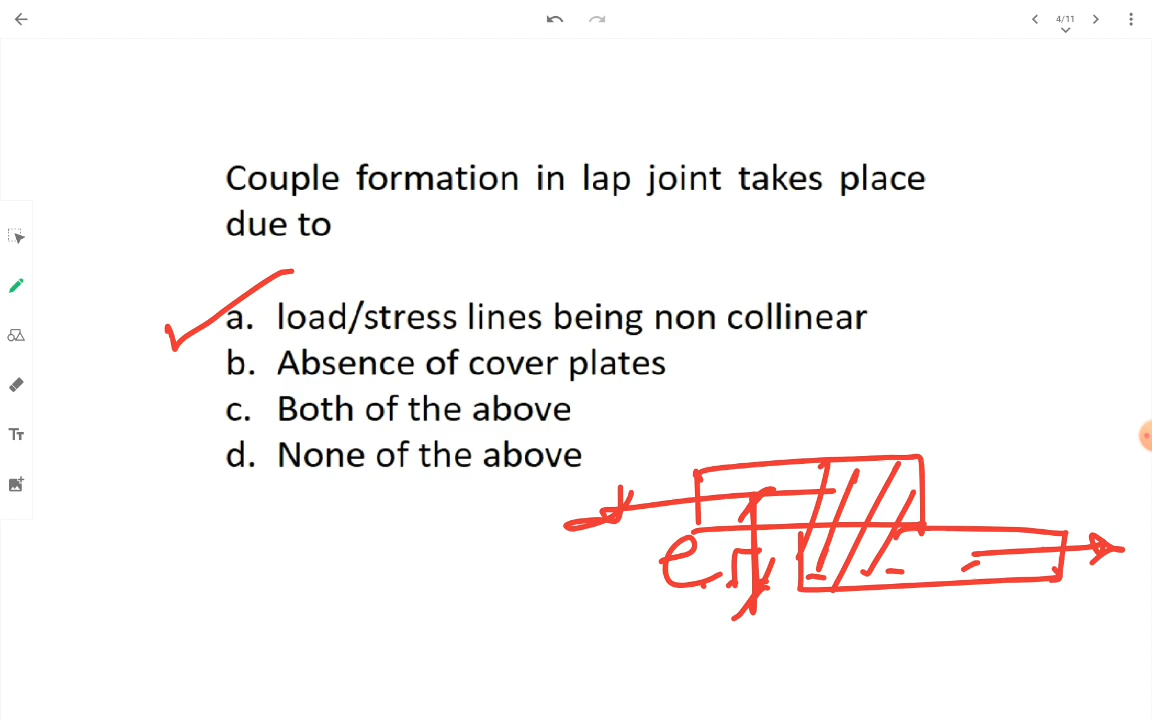 4/11
Couple formation in lap joint takes place
due to
a. load/stress lines being non collinear
b. Absence of cover plates
c. Both of the above
d. None of the above
e
Tт